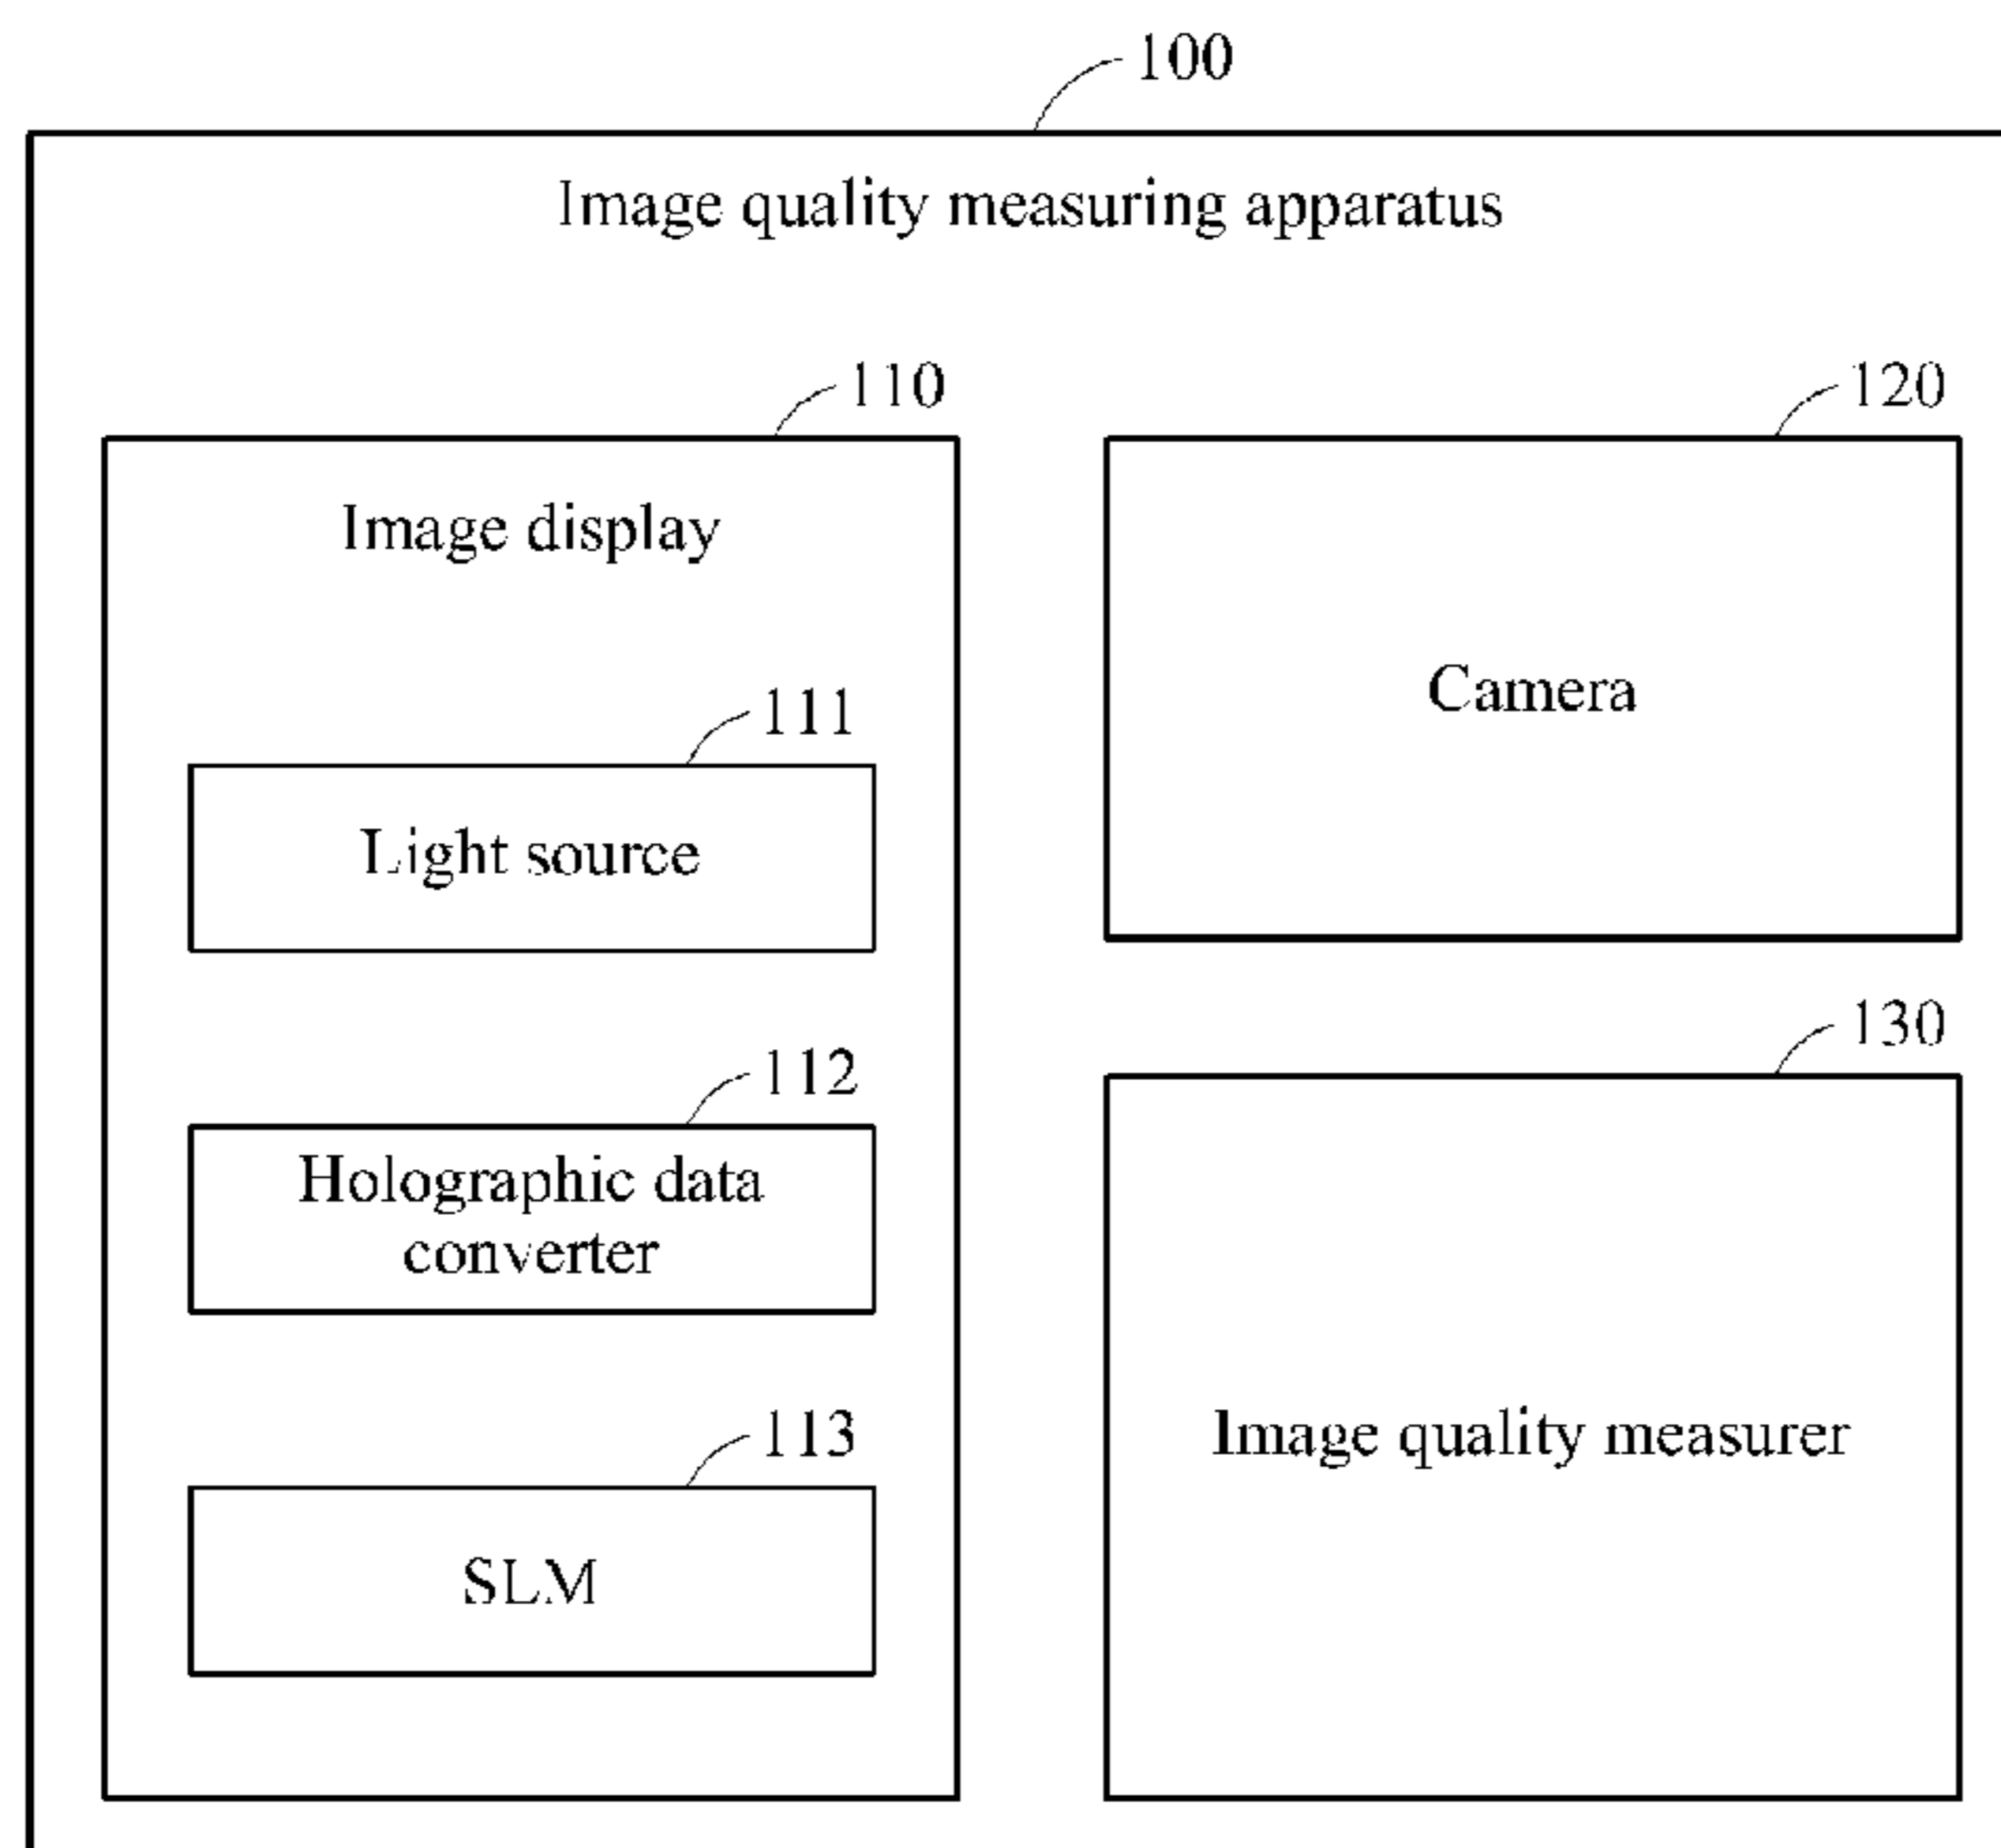 100
Image quality measuring apparatus
110
Image display
111
Light source
112
Holographic data
converter
113
SLM
120
Camera
130
Image quality measurer